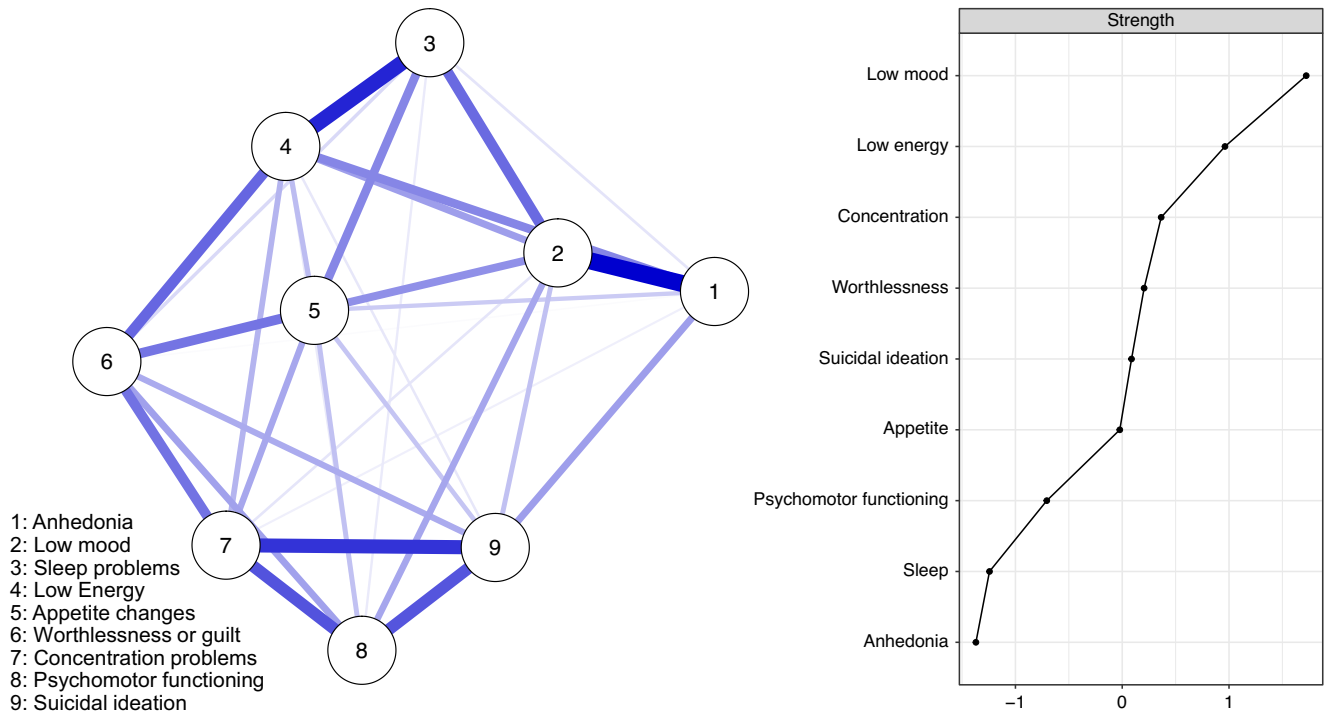 3
4
2
5
1
6
7
9
8
1: Anhedonia
2: Low mood
3: Sleep problems
4: Low Energy
5: Appetite changes
6: Worthlessness or guilt
7: Concentration problems
8: Psychomotor functioning
9: Suicidal ideation
Strength
Low mood
Low energy
Concentration
Worthlessness
Suicidal ideation
Appetite
Psychomotor functioning
Sleep
Anhedonia
−1 0 1